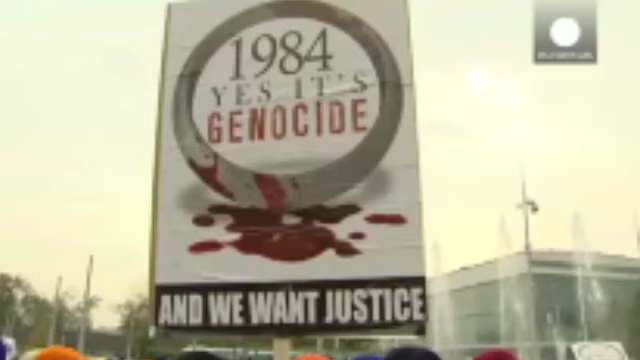 1984
YES IT'S
GENOCIDE
AND WE WANT JUSTICE